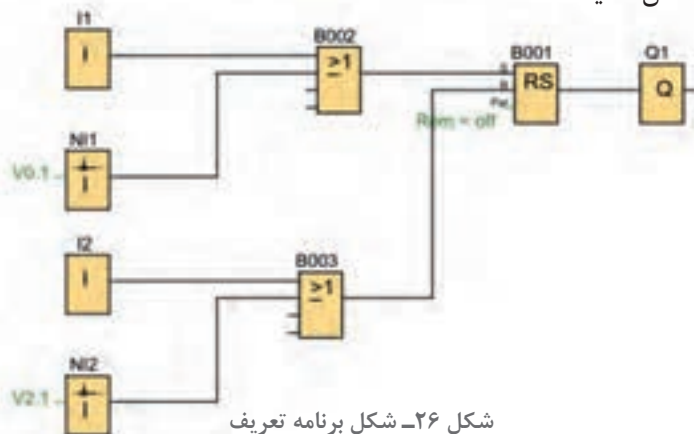 I1
I
B002
≥1
B001
S
R
Par
RS
Q1
Q
Rem = off
NI1
V0.1
I
I2
I
B003
≥1
NI2
V2.1
I
شکل ۲۶ـ شکل برنامه تعریف